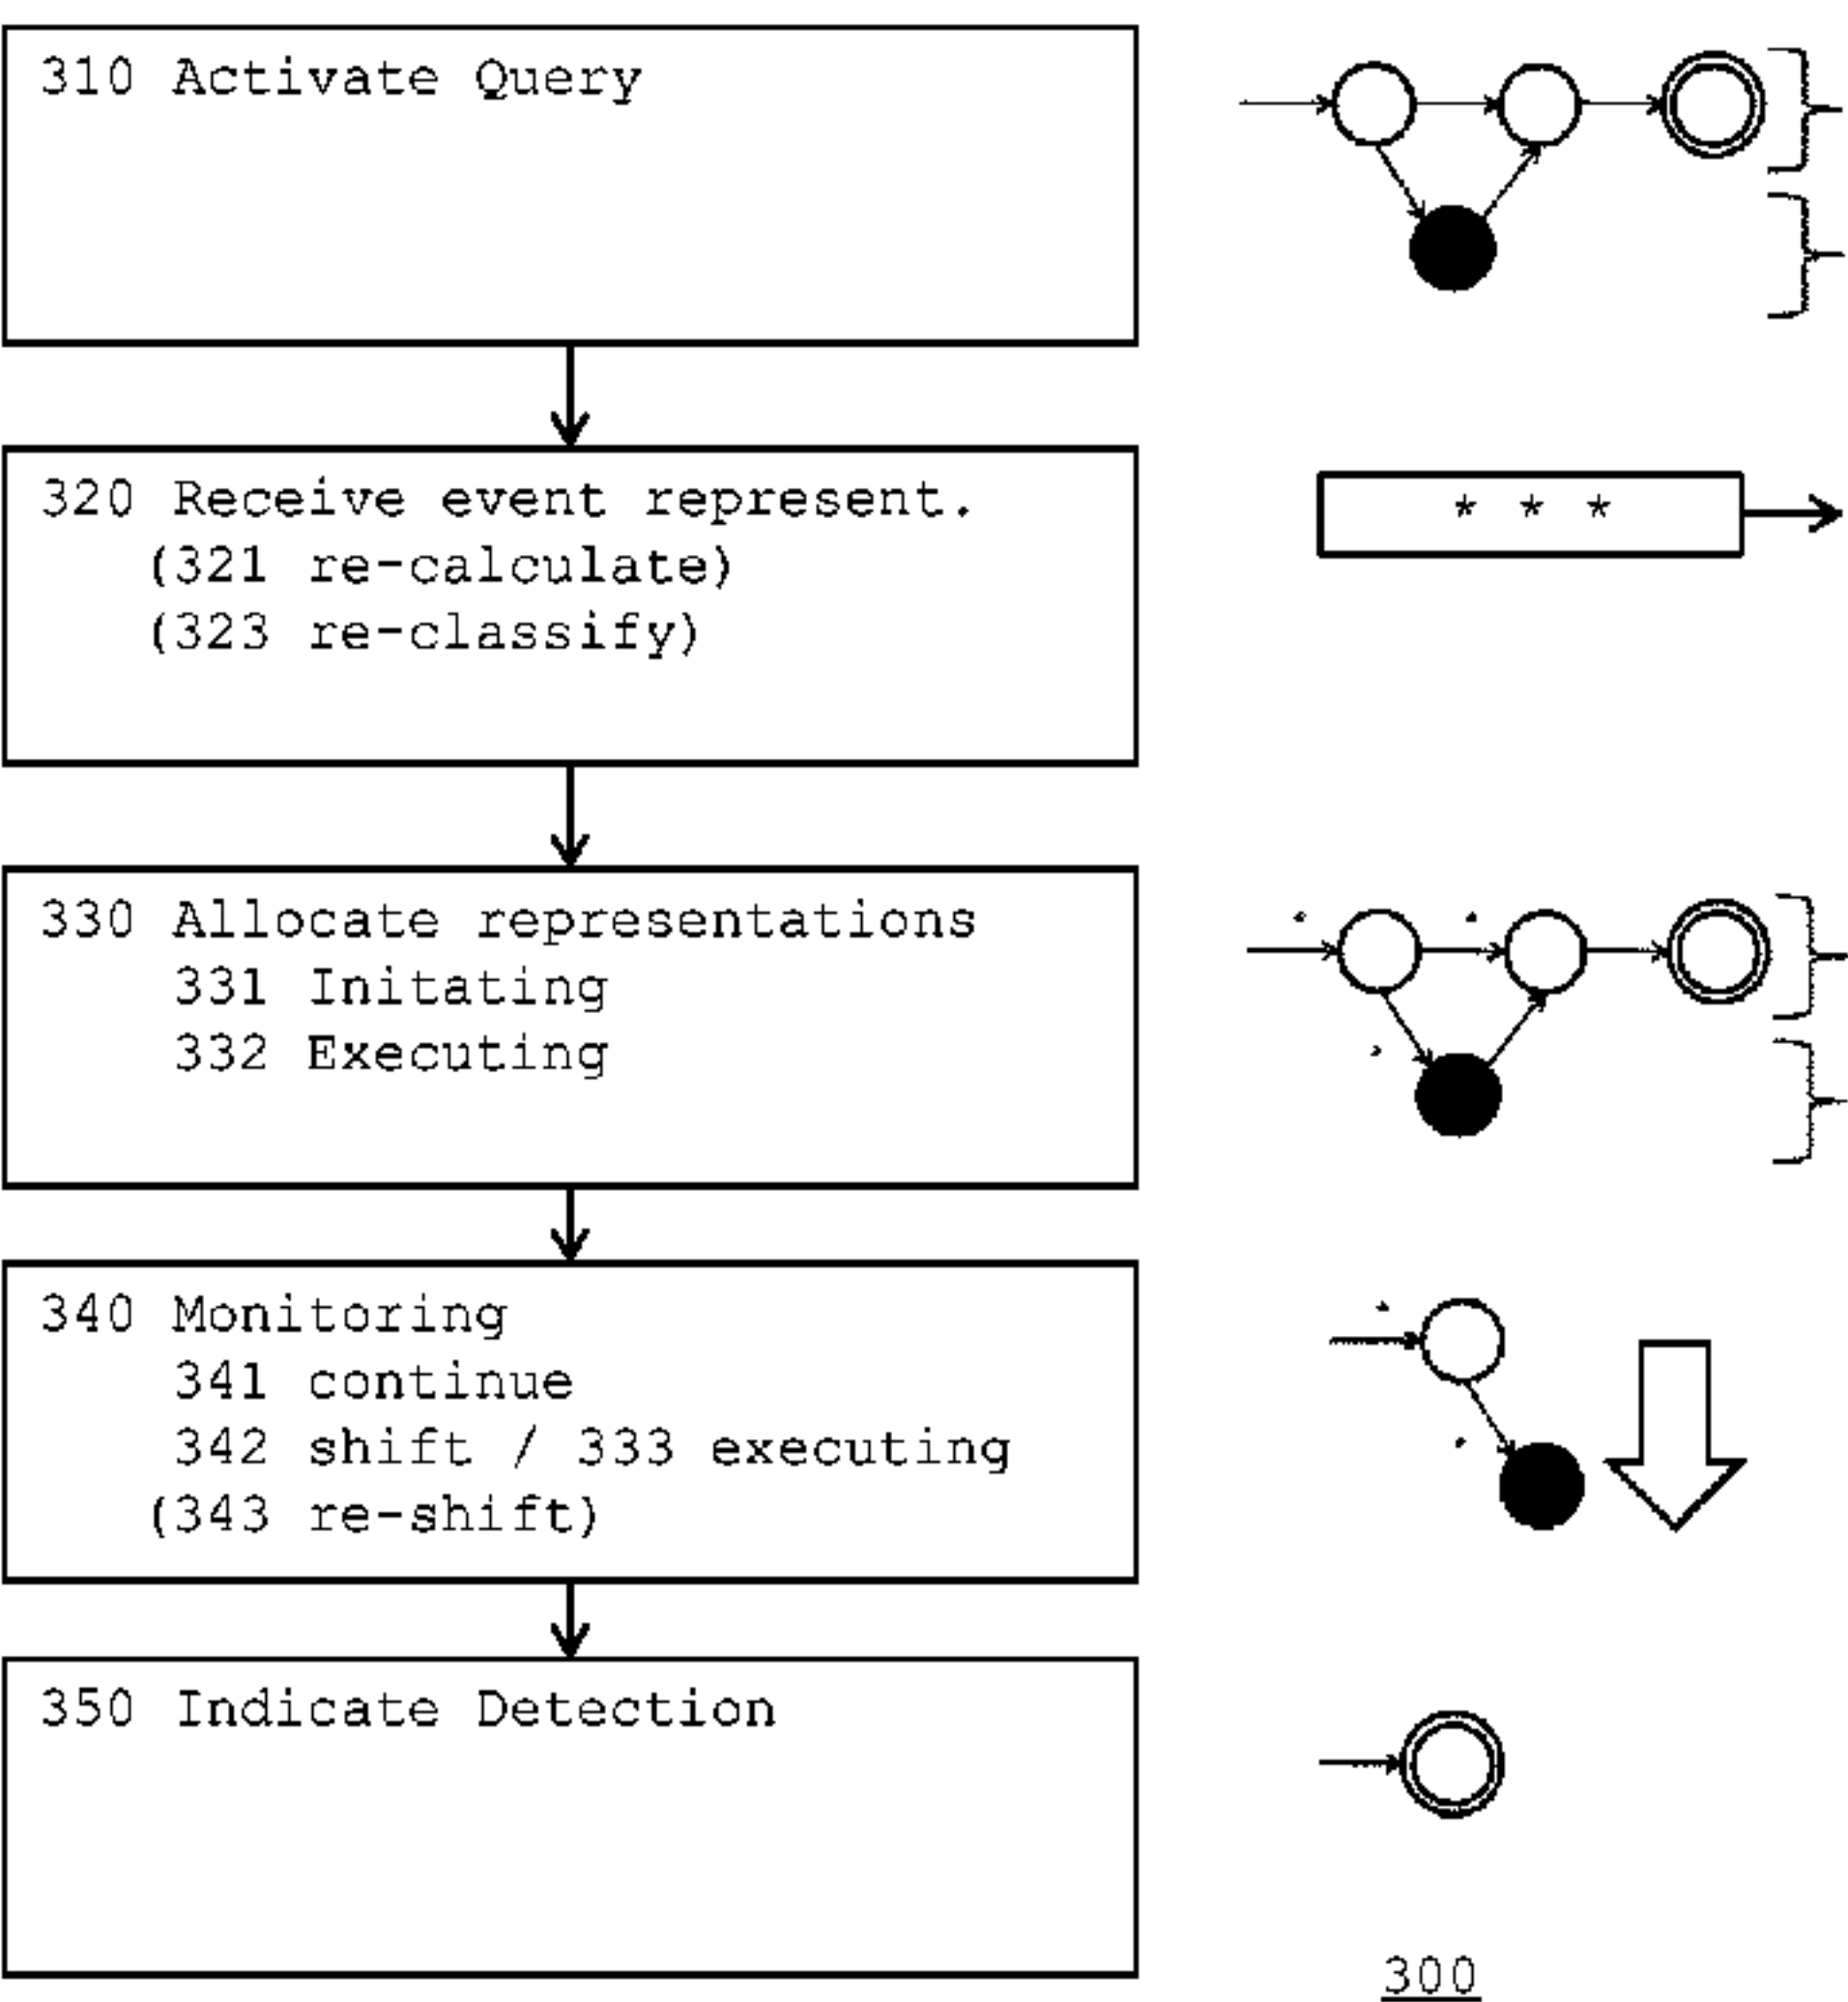 310 Activate Query
320 Receive event represent.
(321 re-calculate)
(323 re-classify)
* * *
330 Allocate representations
331 Initating
332 Executing
340 Monitoring
341 continue
342 shift / 333 executing
(343 re-shift)
350 Indicate Detection
300